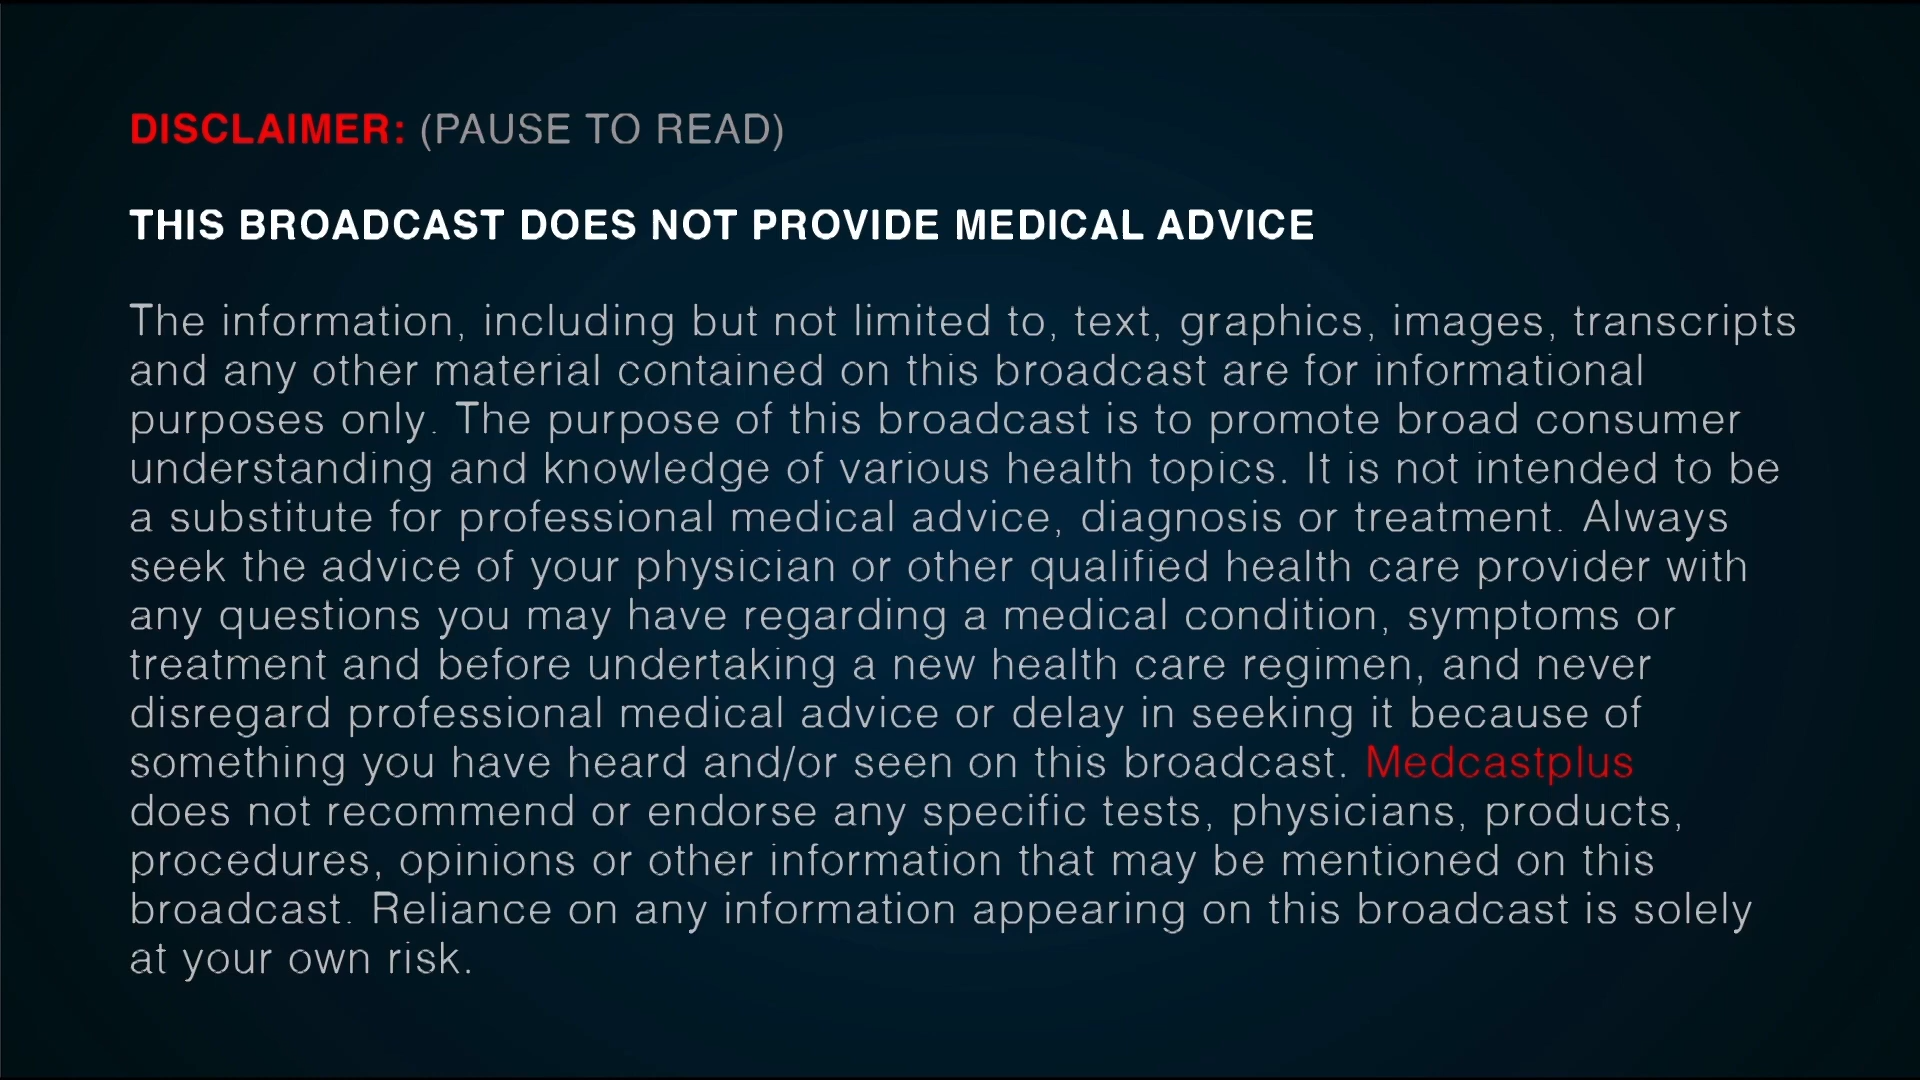 DISCLAIMER: (PAUSE TO READ)
THIS BROADCAST DOES NOT PROVIDE MEDICAL ADVICE
The information, including but not limited to, text, graphics, images, transcripts
and any other material contained on this broadcast are for informational
purposes only. The purpose of this broadcast is to promote broad consumer
understanding and knowledge of various health topics. It is not intended to be
a substitute for professional medical advice, diagnosis or treatment. Always
seek the advice of your physician or other qualified health care provider with
any questions you may have regarding a medical condition, symptoms or
treatment and before undertaking a new health care regimen, and never
disregard professional medical advice or delay in seeking it because of
something you have heard and/or seen on this broadcast. Medcastplus
does not recommend or endorse any specific tests, physicians, products,
procedures, opinions or other information that may be mentioned on this
broadcast. Reliance on any information appearing on this broadcast is solely
at your own risk.